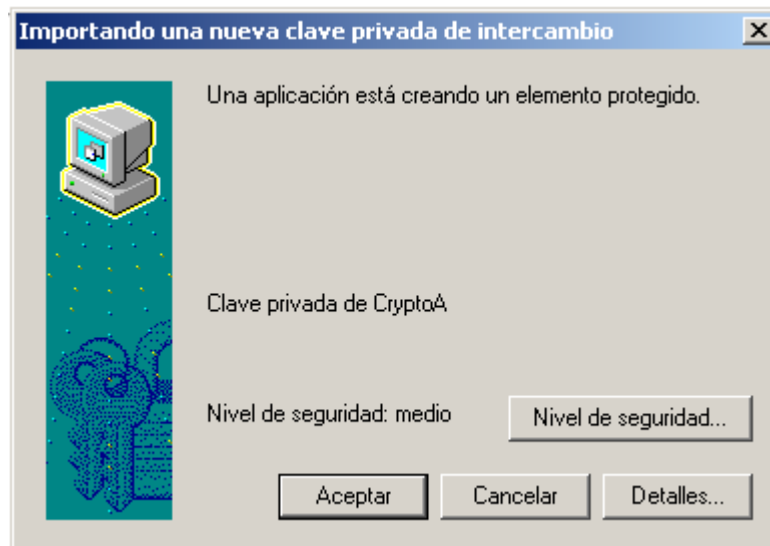 Importando una nueva clave privada de intercambio
Una aplicación está creando un elemento protegido.
Clave privada de CryptoA
Nivel de seguridad: medio
Nivel de seguridad...
Aceptar
Cancelar
Detalles...